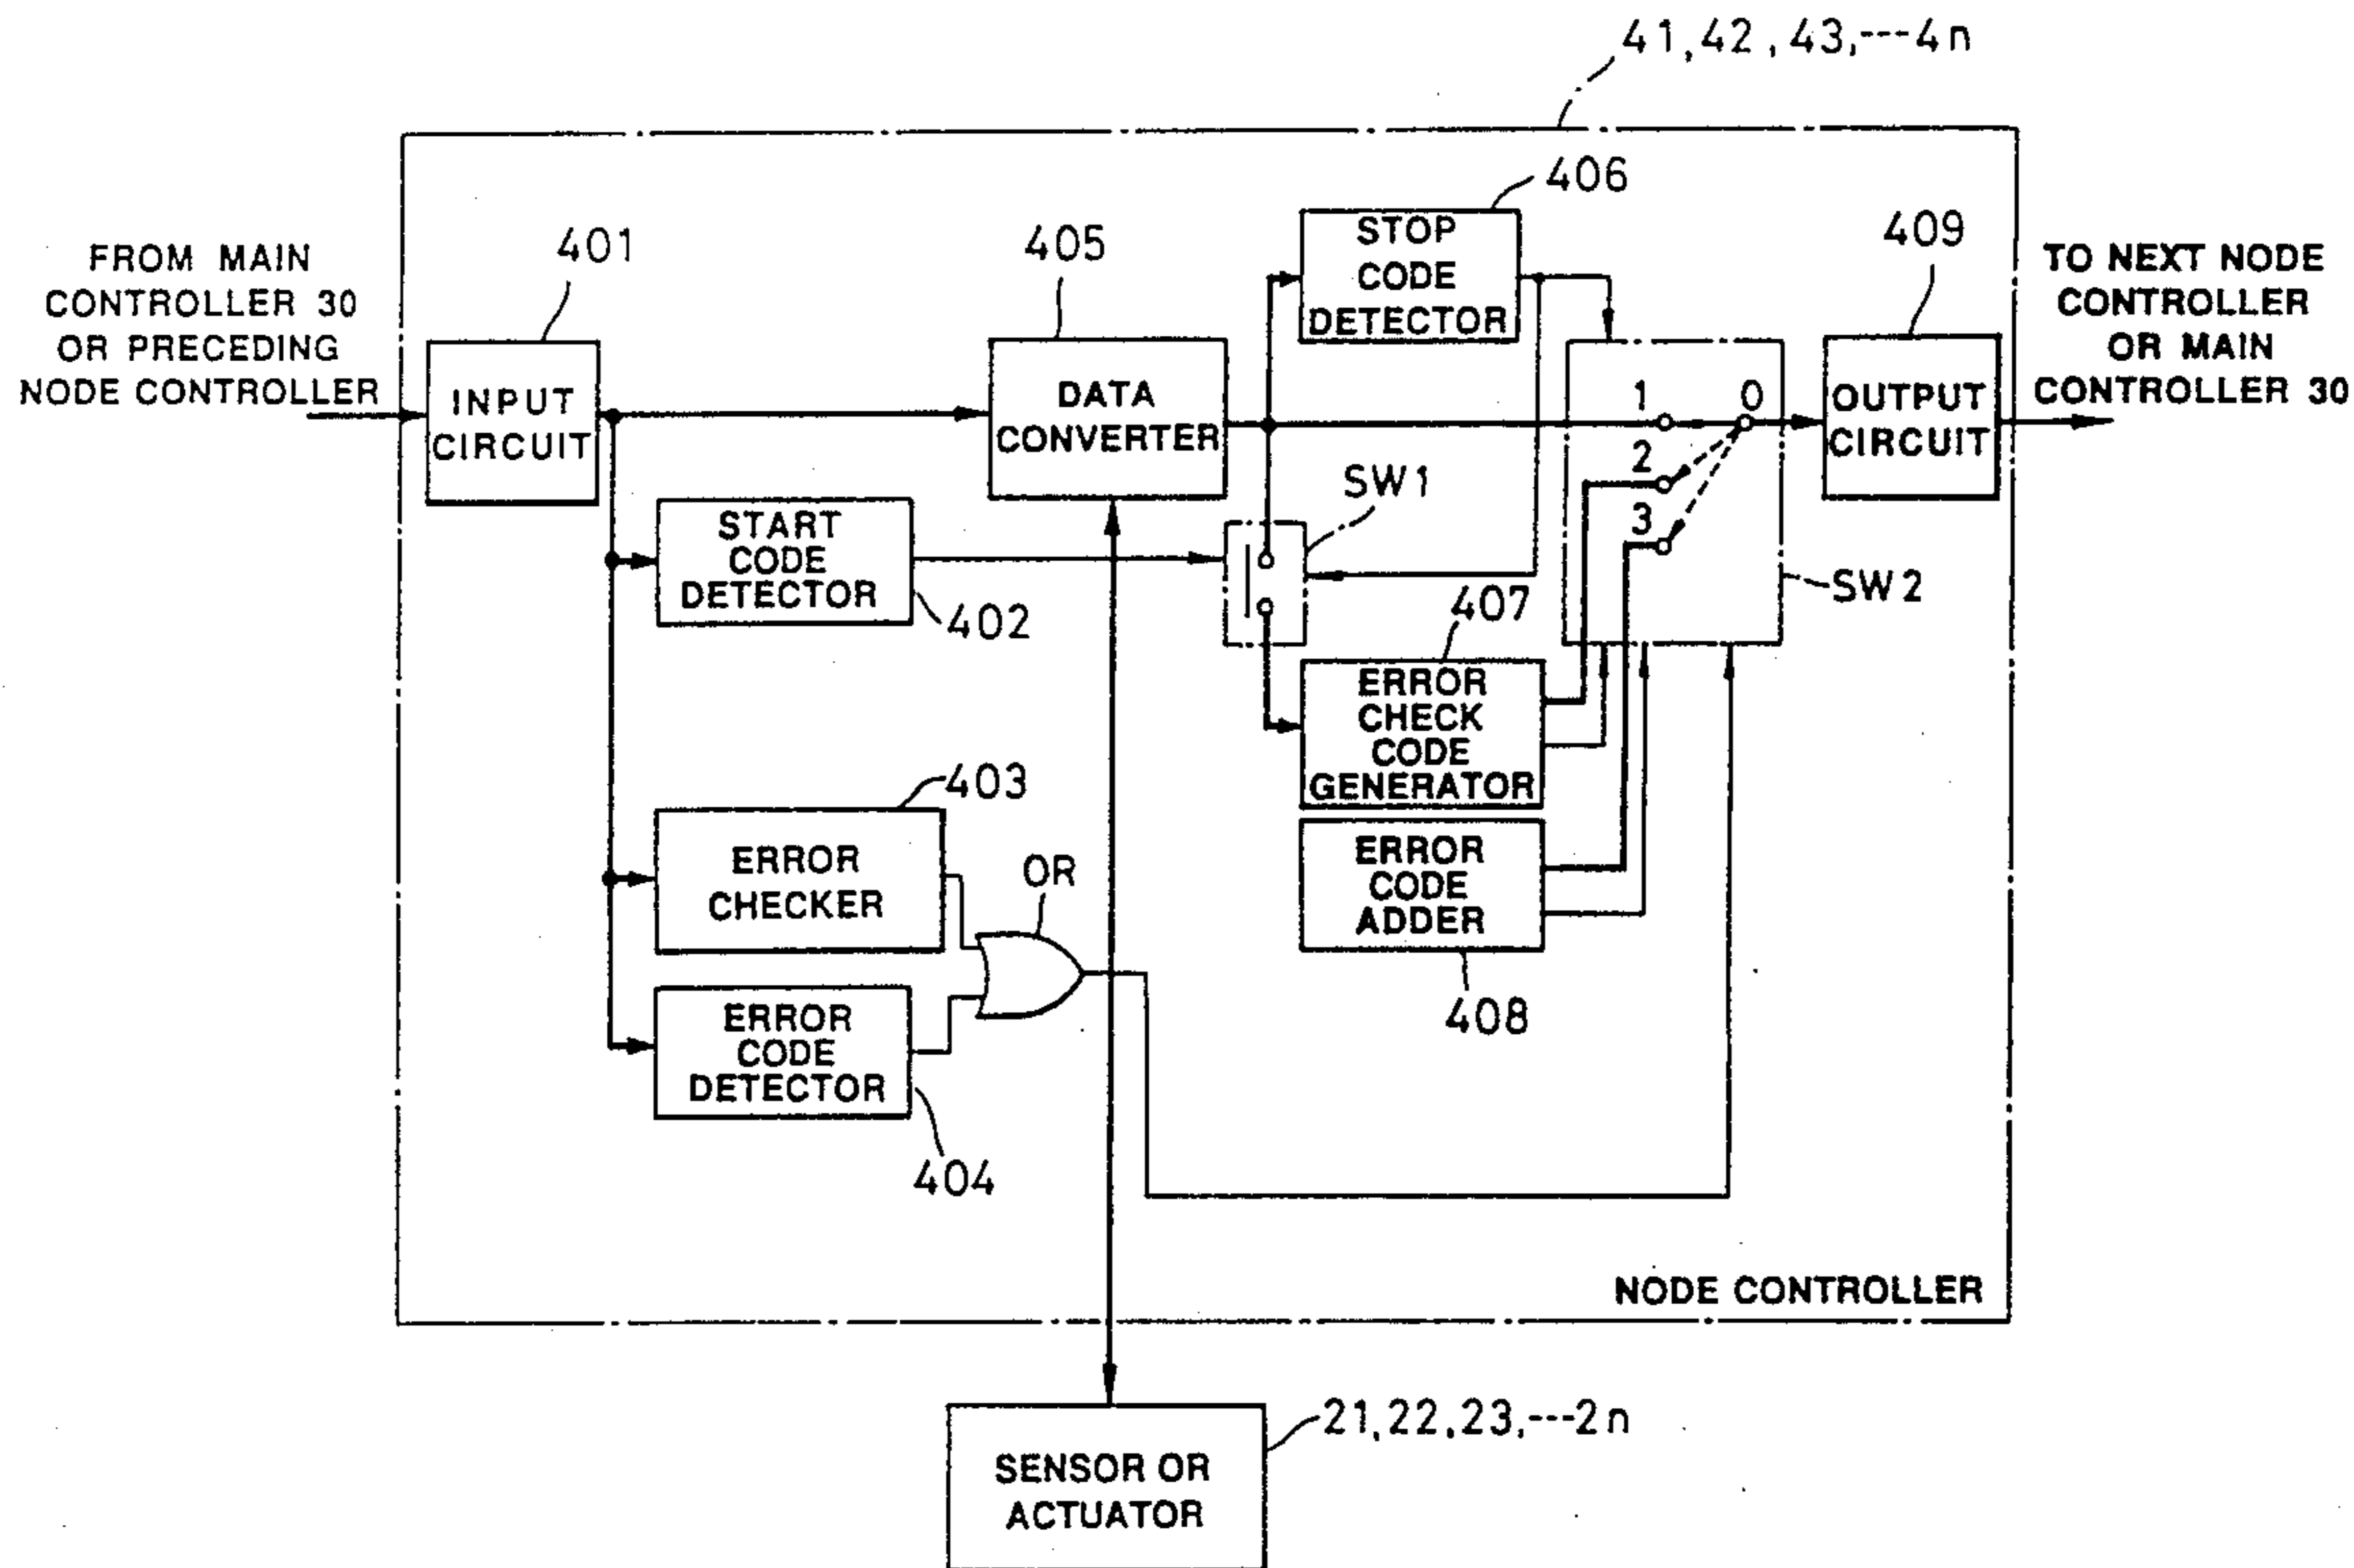 41,42,43,---4n
FROM MAIN
CONTROLLER 30
OR PRECEDING
NODE CONTROLLER
401
INPUT
CIRCUIT
405
DATA
CONVERTER
406
STOP
CODE
DETECTOR
409
OUTPUT
CIRCUIT
TO NEXT NODE
CONTROLLER
OR MAIN
CONTROLLER 30
1
0
2
3
SW1
SW2
START
CODE
DETECTOR
402
407
ERROR
CHECK
CODE
GENERATOR
403
ERROR
CHECKER
OR
ERROR
CODE
ADDER
408
ERROR
CODE
DETECTOR
404
NODE CONTROLLER
21,22,23,---2n
SENSOR OR
ACTUATOR